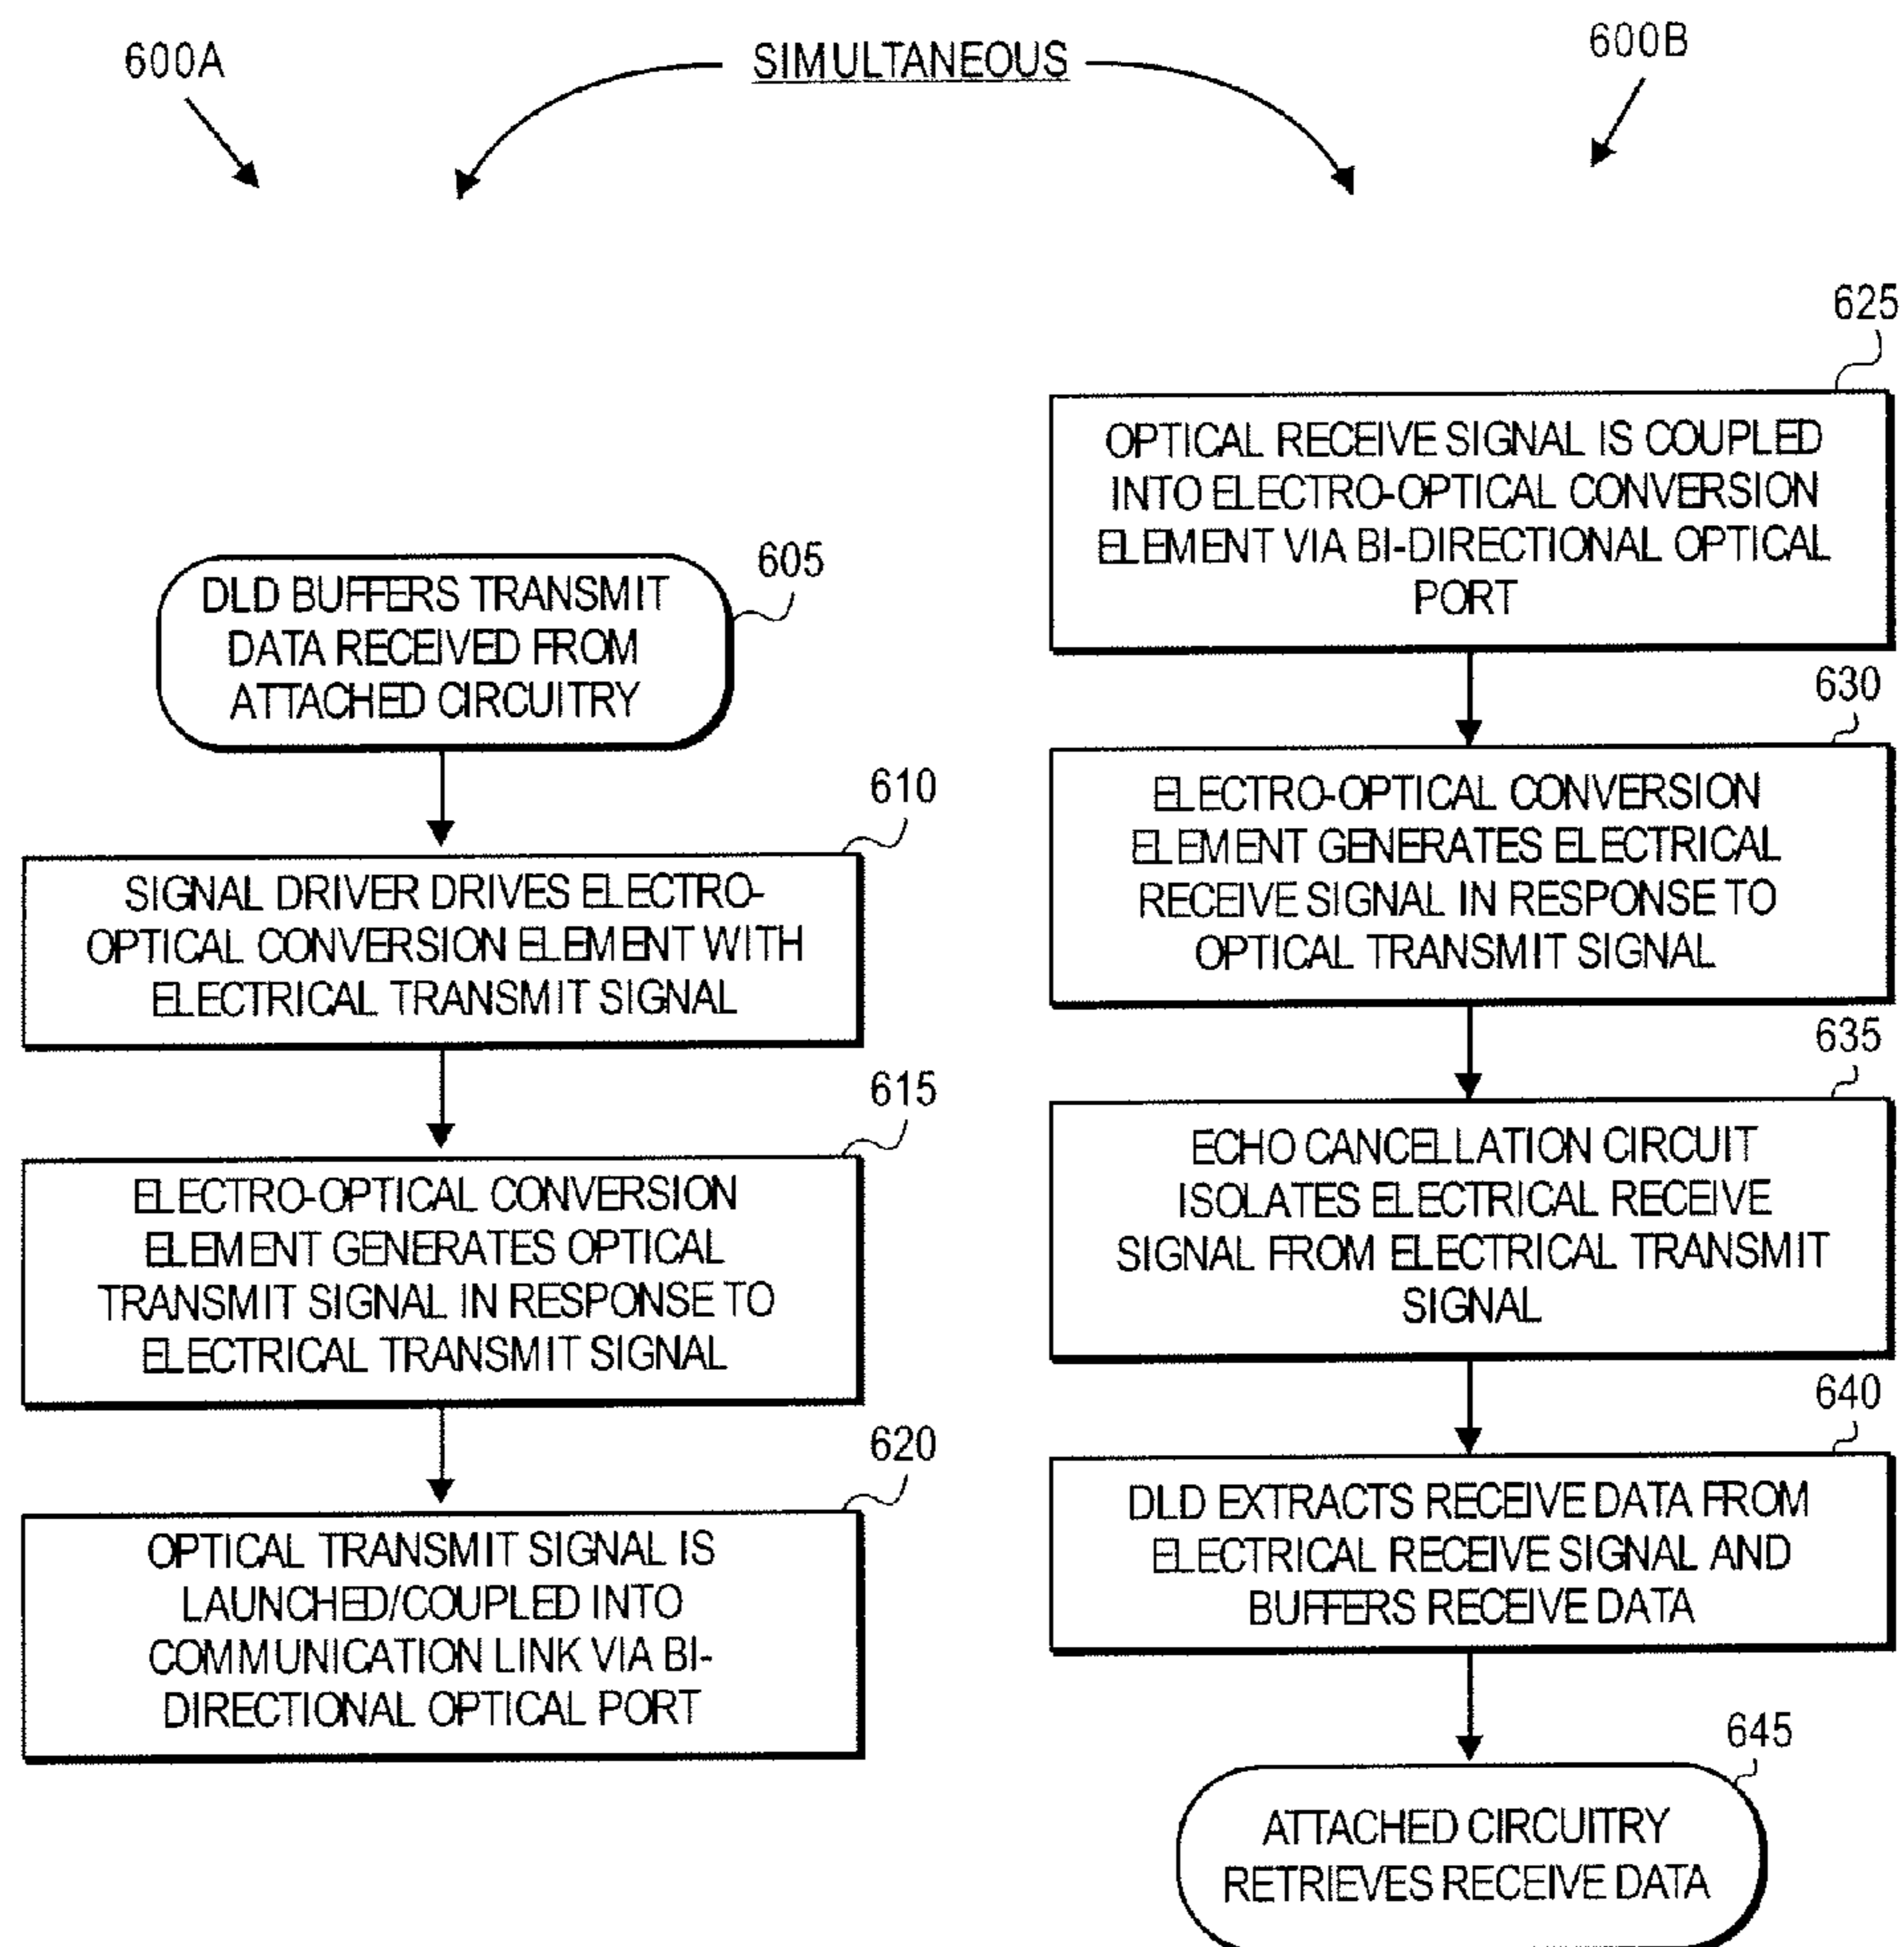 600A
SIMULTANEOUS
600B
605
DLD BUFFERS TRANSMIT
DATA RECEIVED FROM
ATTACHED CIRCUITRY
610
SIGNAL DRIVER DRIVES ELECTRO-
OPTICAL CONVERSION ELEMENT WITH
ELECTRICAL TRANSMIT SIGNAL
615
ELECTRO-OPTICAL CONVERSION
ELEMENT GENERATES OPTICAL
TRANSMIT SIGNAL IN RESPONSE TO
ELECTRICAL TRANSMIT SIGNAL
620
OPTICAL TRANSMIT SIGNAL IS
LAUNCHED/COUPLED INTO
COMMUNICATION LINK VIA BI-
DIRECTIONAL OPTICAL PORT
625
OPTICAL RECEIVE SIGNAL IS COUPLED
INTO ELECTRO-OPTICAL CONVERSION
ELEMENT VIA BI-DIRECTIONAL OPTICAL
PORT
630
ELECTRO-OPTICAL CONVERSION
ELEMENT GENERATES ELECTRICAL
RECEIVE SIGNAL IN RESPONSE TO
OPTICAL TRANSMIT SIGNAL
635
ECHO CANCELLATION CIRCUIT
ISOLATES ELECTRICAL RECEIVE
SIGNAL FROM ELECTRICAL TRANSMIT
SIGNAL
640
DLD EXTRACTS RECEIVE DATA FROM
ELECTRICAL RECEIVE SIGNAL AND
BUFFERS RECEIVE DATA
645
ATTACHED CIRCUITRY
RETRIEVES RECEIVE DATA